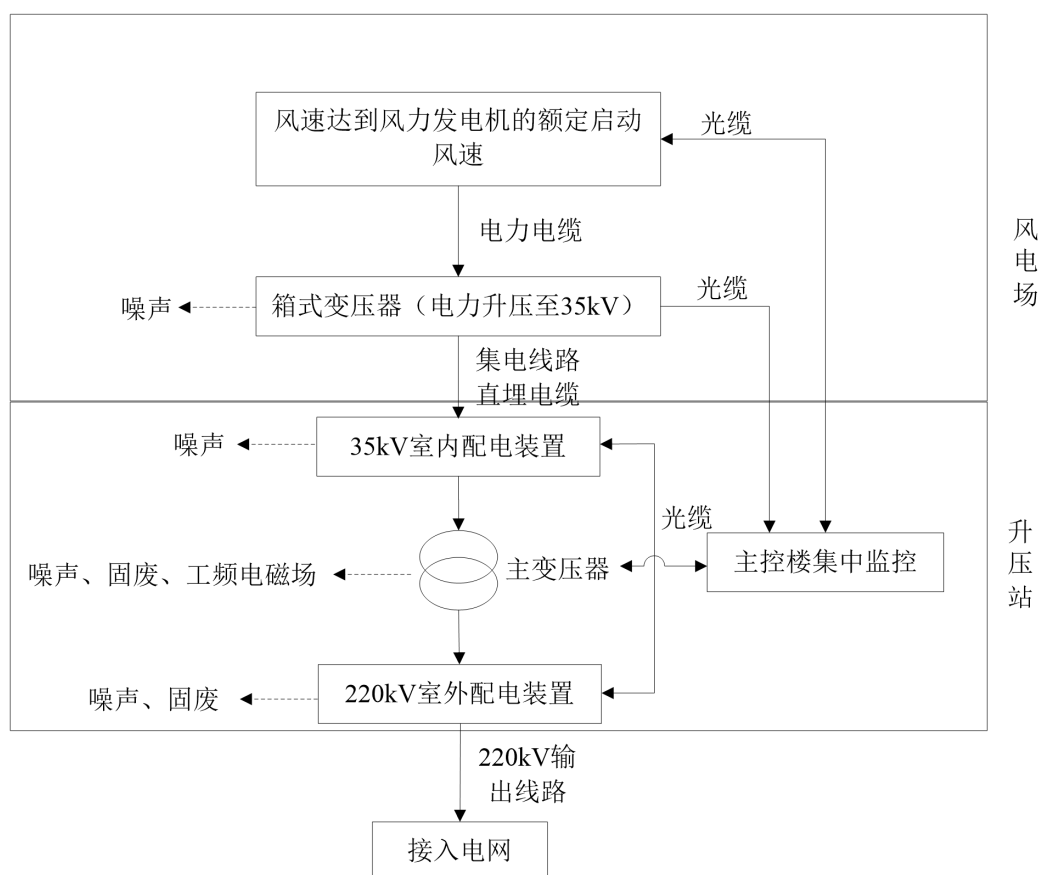 风速达到风力发电机的额定启动
风速
光缆
电力电缆
风
电
场
光缆
噪声
箱式变压器（电力升压至35kV）
集电线路
直埋电缆
噪声
35kV室内配电装置
光缆
升
压
站
噪声、固废、工频电磁场
主变压器
主控楼集中监控
噪声、固废
220kV室外配电装置
220kV输
出线路
接入电网